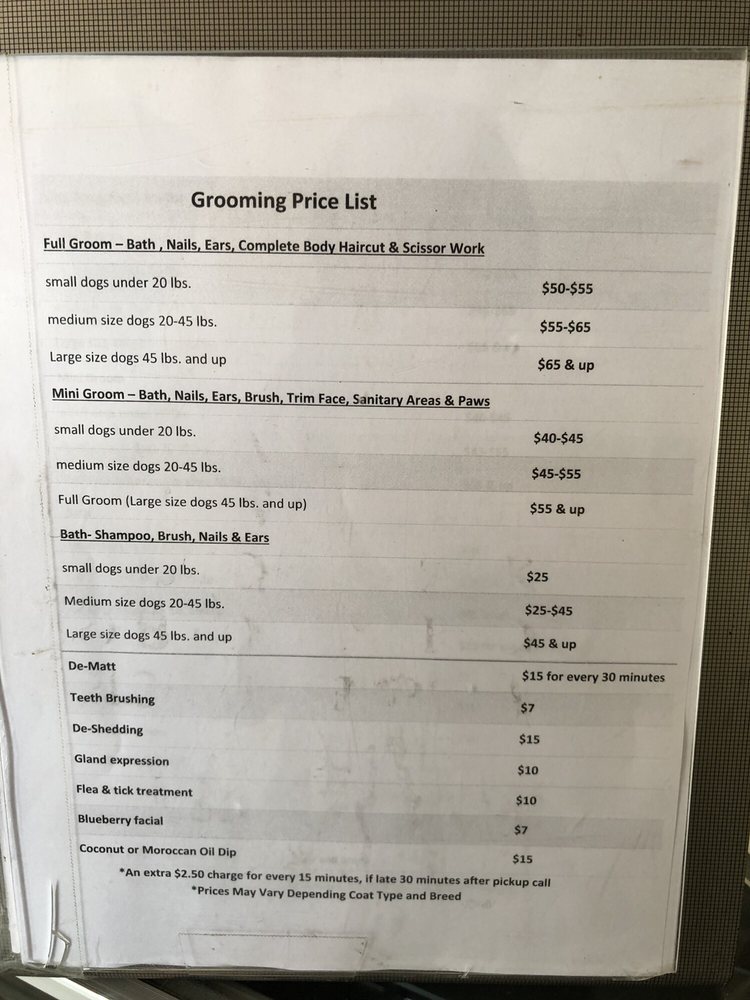 Grooming Price List
Full Groom – Bath , Nails, Ears, Complete Body Haircut & Scissor Work
small dogs under 20 lbs. $50-$55
medium size dogs 20-45 lbs. $55-$65
Large size dogs 45 lbs. and up $65 & up
Mini Groom – Bath, Nails, Ears, Brush, Trim Face, Sanitary Areas & Paws
small dogs under 20 lbs. $40-$45
medium size dogs 20-45 lbs. $45-$55
Full Groom (Large size dogs 45 lbs. and up) $55 & up
Bath- Shampoo, Brush, Nails & Ears
small dogs under 20 lbs. $25
Medium size dogs 20-45 lbs. $25-$45
Large size dogs 45 lbs. and up $45 & up
De-Matt $15 for every 30 minutes
Teeth Brushing $7
De-Shedding $15
Gland expression $10
Flea & tick treatment $10
Blueberry facial $7
Coconut or Moroccan Oil Dip $15
*An extra $2.50 charge for every 15 minutes, if late 30 minutes after pickup call
*Prices May Vary Depending Coat Type and Breed